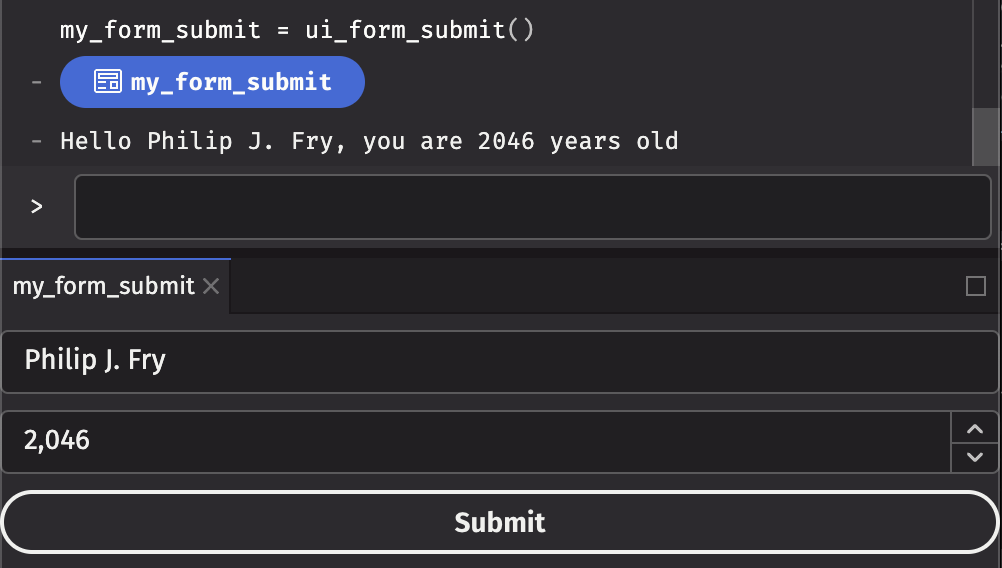 my_form_submit = ui_form_submit()
- my_form_submit
- Hello Philip J. Fry, you are 2046 years old
>
my_form_submit
Philip J. Fry
2,046
Submit